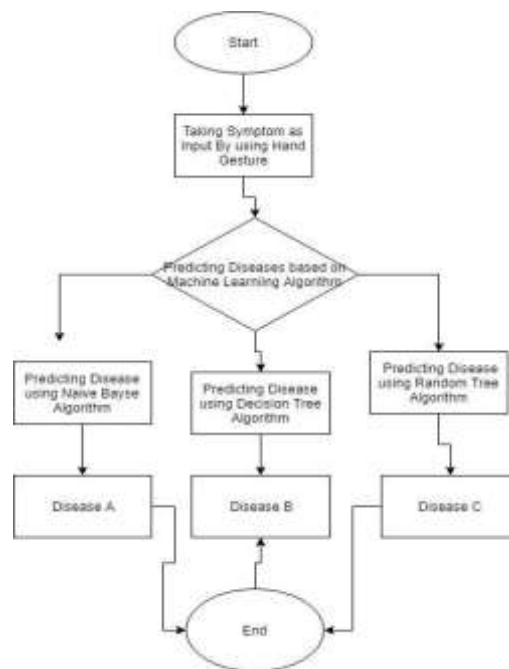 Start
Taking Symptom as
input By using Hand
Gesture
Predicting Diseases based on
Machine Learning Algorithm
Predicting Disease
using Naive Bayse
Algorithm
Predicting Disease
using Decision Tree
Algorithm
Predicting Disease
using Random Tree
Algorithm
Disease A
Disease B
Disease C
End